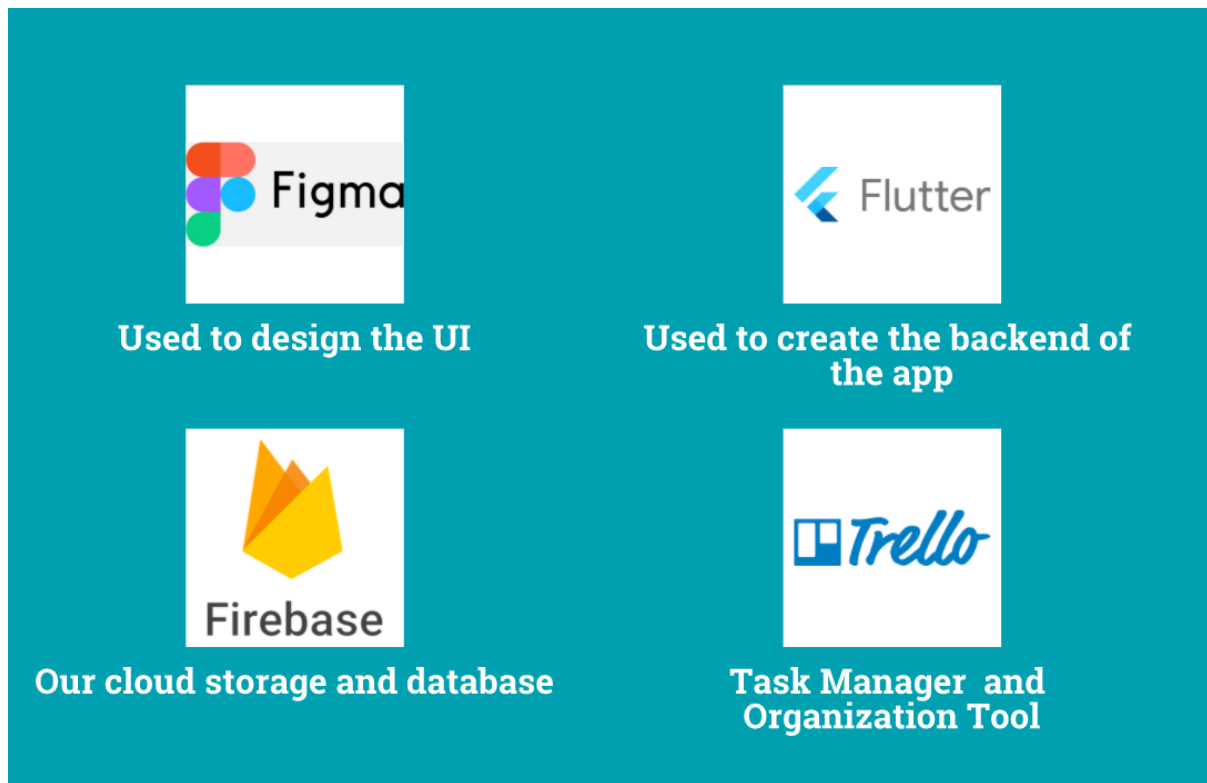 Figma
Flutter
Used to design the UI
Used to create the backend of
the app
Firebase
Trello
Our cloud storage and database
Task Manager and
Organization Tool